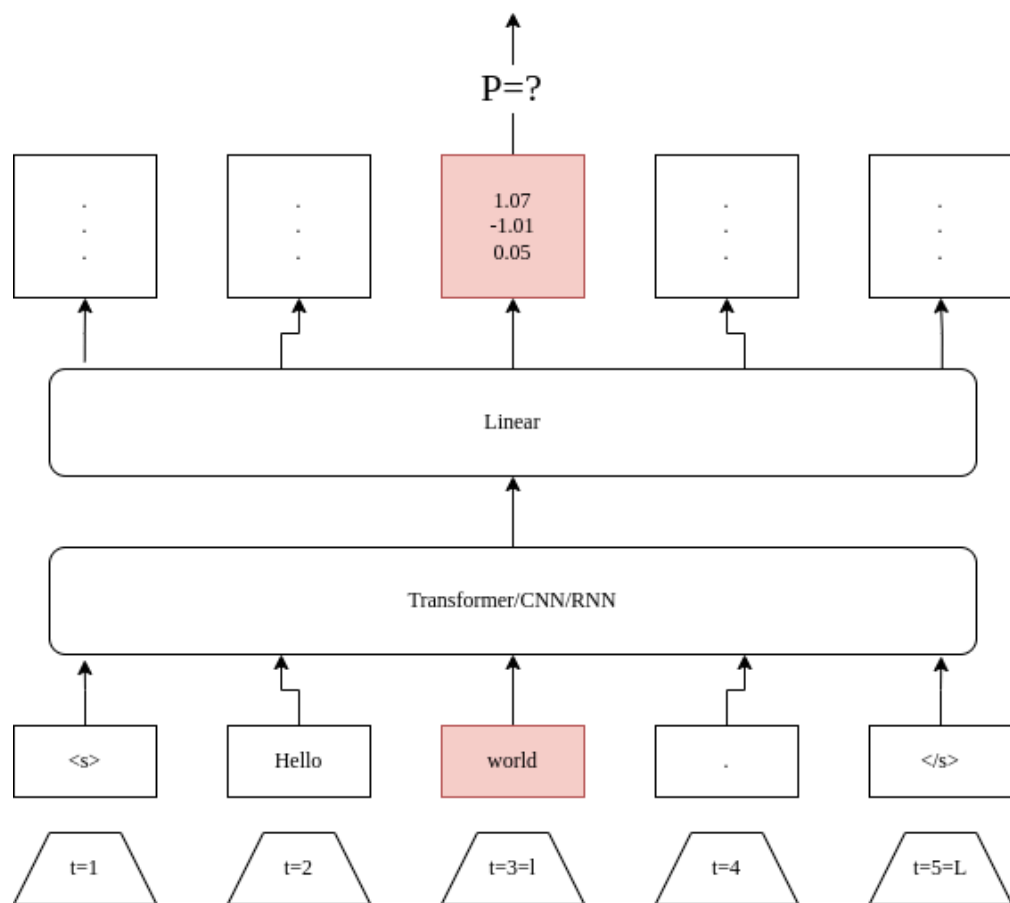 P=?
. . 1.07 . .
. . -1.01 . .
. . 0.05 . .
Linear
Transformer/CNN/RNN
<s> Hello world . </s>
t=1 t=2 t=3=l t=4 t=5=L